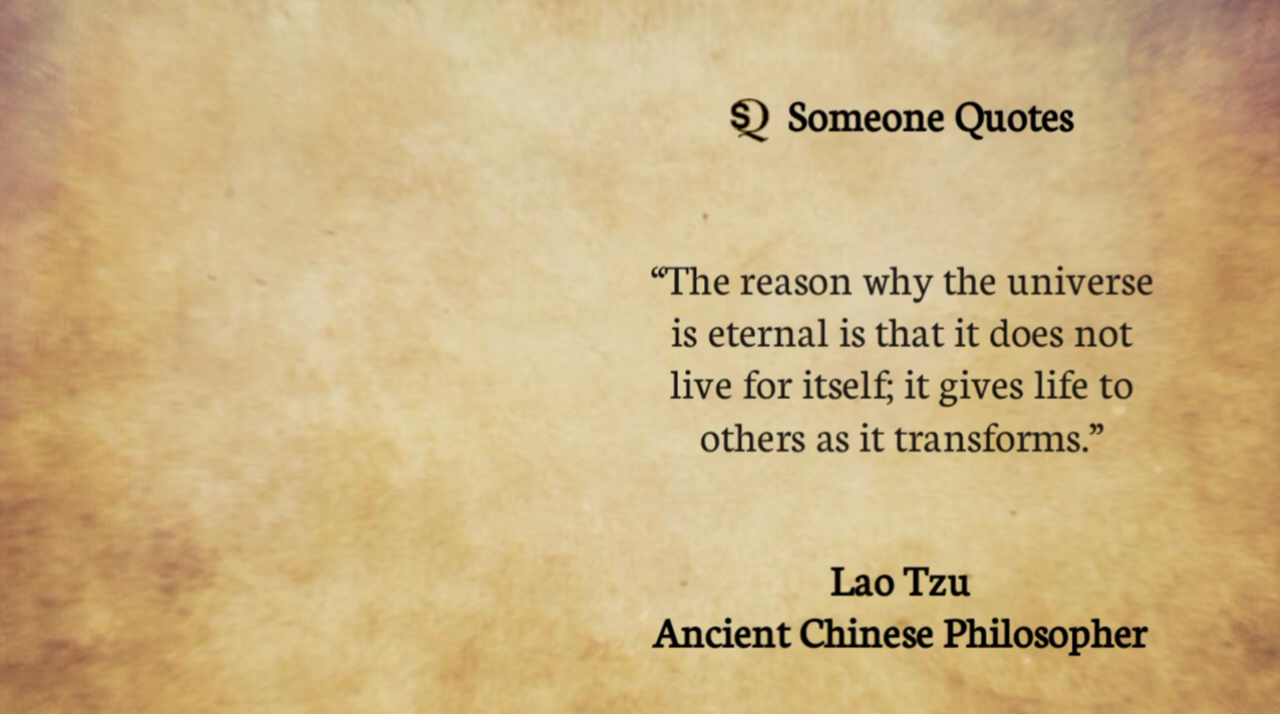 SQ Someone Quotes
“The reason why the universe
is eternal is that it does not
live for itself; it gives life to
others as it transforms.”
Lao Tzu
Ancient Chinese Philosopher